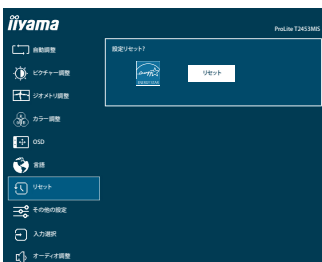 iiyama
ProLite T2453MIS
自動調整
設定リセット?
ピクチャー調整
リセット
ENERGY STAR
ジオメトリ調整
カラー調整
OSD
言語
リセット
その他の設定
入力選択
オーディオ調整